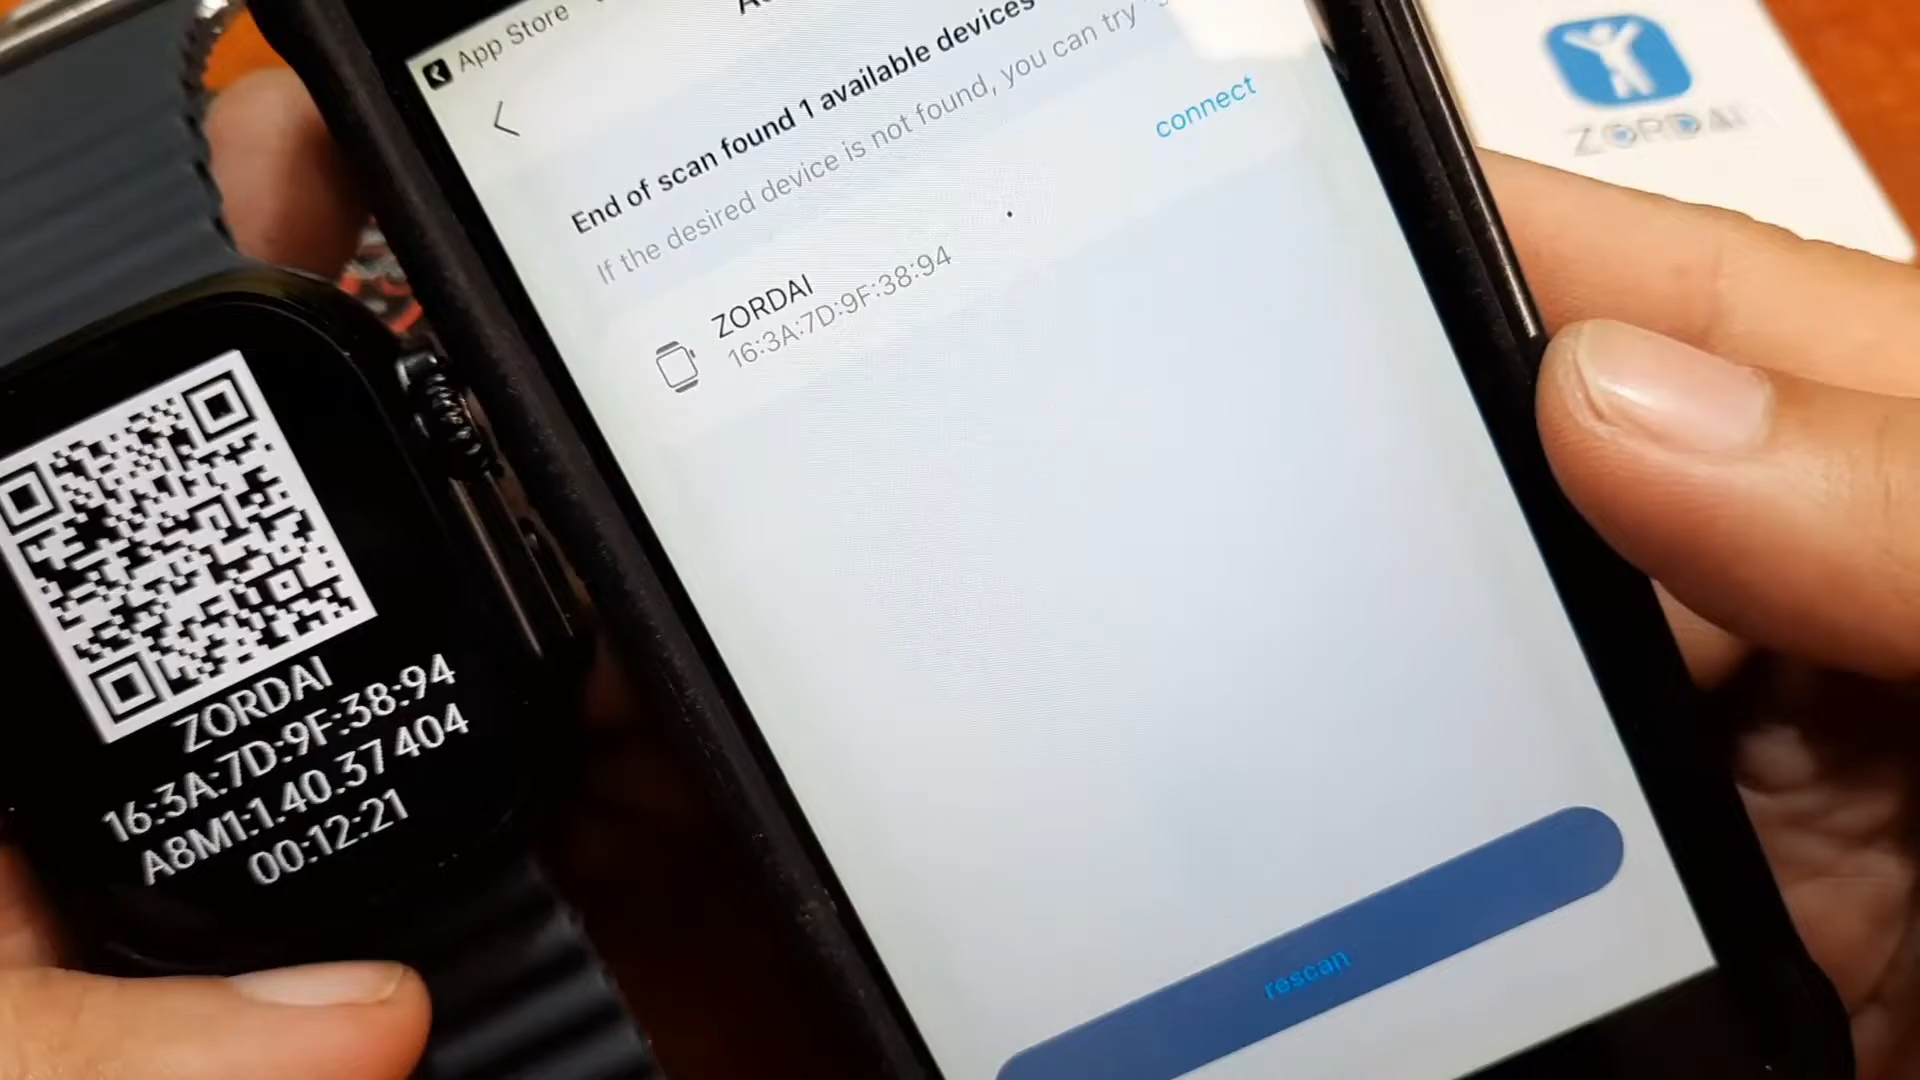 App Store
End of scan found 1 available devices
If the desired device is not found, you can try
connect
ZORDAI
16:3A:7D:9F:38:94
rescan
ZORDAI
16:3A:7D:9F:38:94
A8M1:1.40.37 404
00:12:21
ZORDAI